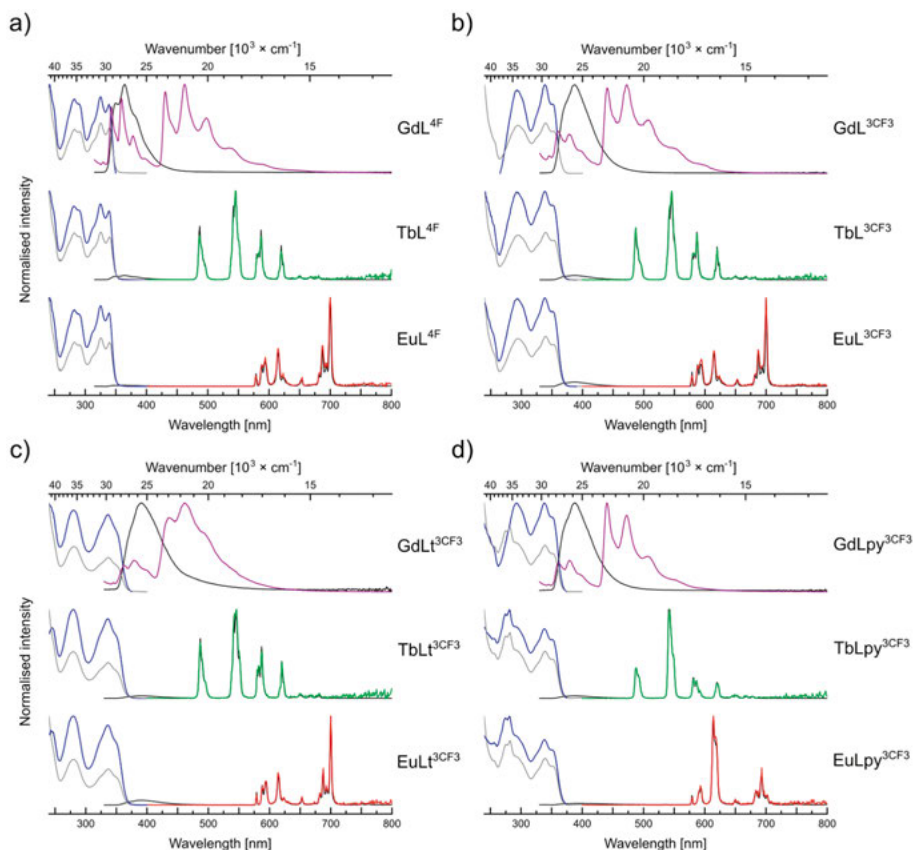 a)
Wavenumber [10³ × cm⁻¹]
40 35 30 25 20 15
GdL⁴ᶠ
TbL⁴ᶠ
EuL⁴ᶠ
Normalised intensity
300 400 500 600 700 800
Wavelength [nm]
b)
Wavenumber [10³ × cm⁻¹]
40 35 30 25 20 15
GdL³ᶜᶠ³
TbL³ᶜᶠ³
EuL³ᶜᶠ³
300 400 500 600 700 800
Wavelength [nm]
c)
Wavenumber [10³ × cm⁻¹]
40 35 30 25 20 15
GdLt³ᶜᶠ³
TbLt³ᶜᶠ³
EuLt³ᶜᶠ³
Normalised intensity
300 400 500 600 700 800
Wavelength [nm]
d)
Wavenumber [10³ × cm⁻¹]
40 35 30 25 20 15
GdLpy³ᶜᶠ³
TbLpy³ᶜᶠ³
EuLpy³ᶜᶠ³
300 400 500 600 700 800
Wavelength [nm]